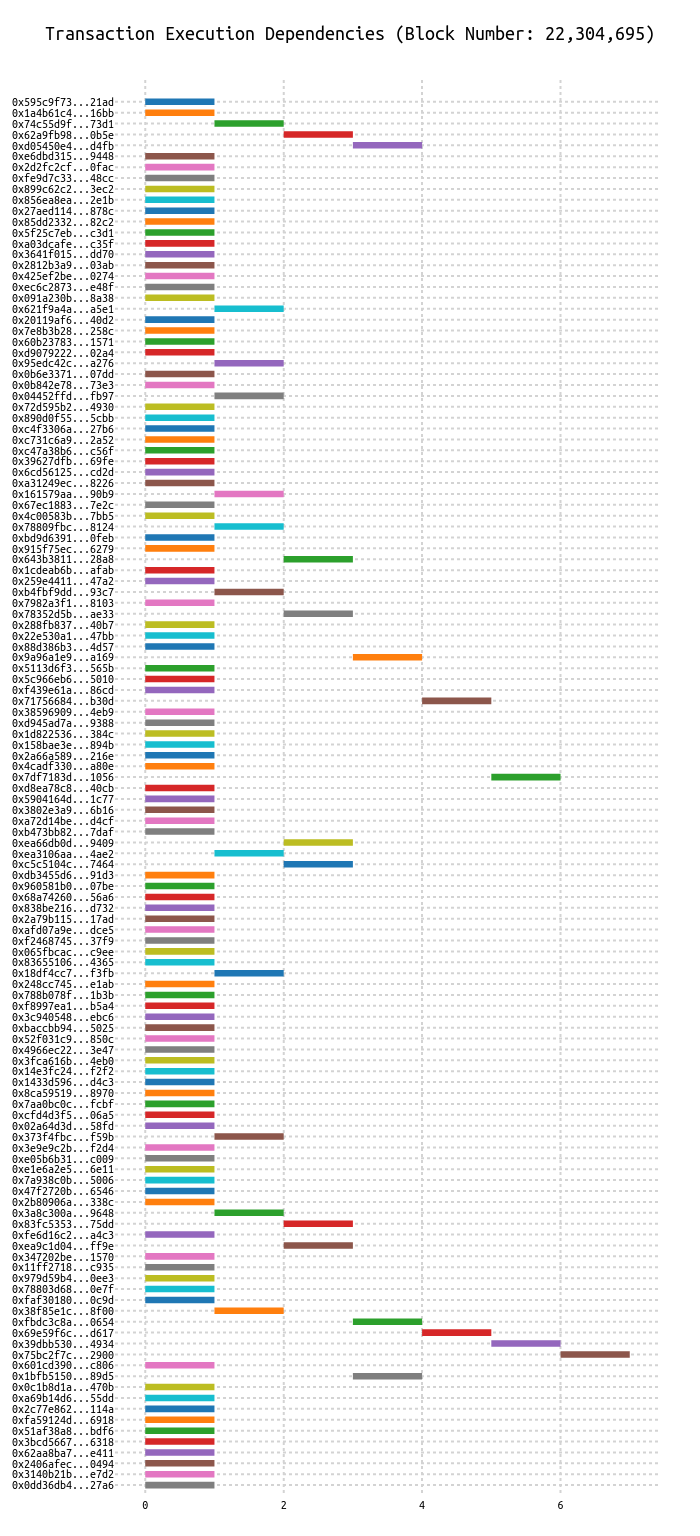 Transaction Execution Dependencies (Block Number: 22,304,695)
0x595c9f73...21ad
0x1a4b61c4...16bb
0x74c55d9f...73d1
0x62a9fb98...0b5e
0xd05450e4...d4fb
0xe6dbd315...9448
0x2d2fc2cf...0fac
0xfe9d7c33...48cc
0x899c62c2...3ec2
0x856ea8ea...2e1b
0x27aed114...878c
0x85dd2332...82c2
0x5f25c7eb...c3d1
0xa03dcafe...c35f
0x3641f015...dd70
0x2812b3a9...03ab
0x425ef2be...0274
0xec6c2873...e48f
0x091a230b...8a38
0x621f9a4a...a5e1
0x20119af6...40d2
0x7e8b3b28...258c
0x60b23783...1571
0xd9079222...02a4
0x95edc42c...a276
0x0b6e3371...07dd
0x0b842e78...73e3
0x04452ffd...fb97
0x72d595b2...4930
0x890d0f55...5cbb
0xc4f3306a...27b6
0xc731c6a9...2a52
0xc47a38b6...c56f
0x39627dfb...69fe
0x6cd56125...cd2d
0xa31249ec...8226
0x161579aa...90b9
0x67ec1883...7e2c
0x4c00583b...7bb5
0x78809fbc...8124
0xbd9d6391...0feb
0x915f75ec...6279
0x643b3811...28a8
0x1cdeab6b...afab
0x259e4411...47a2
0xb4fbf9dd...93c7
0x7982a3f1...8103
0x78352d5b...ae33
0x288fb837...40b7
0x22e530a1...47bb
0x88d386b3...4d57
0x9a96a1e9...a169
0x5113d6f3...565b
0x5c966eb6...5010
0xf439e61a...86cd
0x71756684...b30d
0x38596909...4eb9
0xd945ad7a...9388
0x1d822536...384c
0x158bae3e...894b
0x2a66a589...216e
0x4cadf330...a80e
0x7df7183d...1056
0xd8ea78c8...40cb
0x5904164d...1c77
0x3802e3a9...6b16
0xa72d14be...d4cf
0xb473bb82...7daf
0xea66db0d...9409
0xea3106aa...4ae2
0xc5c5104c...7464
0xdb3455d6...91d3
0x960581b0...07be
0x68a74260...56a6
0x838be216...d732
0x2a79b115...17ad
0xafd07a9e...dce5
0xf2468745...37f9
0x065fbcac...c9ee
0x83655106...4365
0x18df4cc7...f3fb
0x248cc745...e1ab
0x788b078f...1b3b
0xf8997ea1...b5a4
0x3c940548...ebc6
0xbaccbb94...5025
0x52f031c9...850c
0x4966ec22...3e47
0x3fca616b...4eb0
0x14e3fc24...f2f2
0x1433d596...d4c3
0x8ca59519...8970
0x7aa0bc0c...fcbf
0xcfd4d3f5...06a5
0x02a64d3d...58fd
0x373f4fbc...f59b
0x3e9e9c2b...f2d4
0xe05b6b31...c009
0xe1e6a2e5...6e11
0x7a938c0b...5006
0x47f2720b...6546
0x2b80906a...338c
0x3a8c300a...9648
0x83fc5353...75dd
0xfe6d16c2...a4c3
0xea9c1d04...ff9e
0x347202be...1570
0x11ff2718...c935
0x979d59b4...0ee3
0x78803d68...0e7f
0xfaf30180...0c9d
0x38f85e1c...8f00
0xfbdc3c8a...0654
0x69e59f6c...d617
0x39dbb530...4934
0x75bc2f7c...2900
0x601cd390...c806
0x1bfb5150...89d5
0x0c1b8d1a...470b
0xa69b14d6...55dd
0x2c77e862...114a
0xfa59124d...6918
0x51af38a8...bdf6
0x3bcd5667...6318
0x62aa8ba7...e411
0x2406afec...0494
0x3140b21b...e7d2
0x0dd36db4...27a6
0 2 4 6